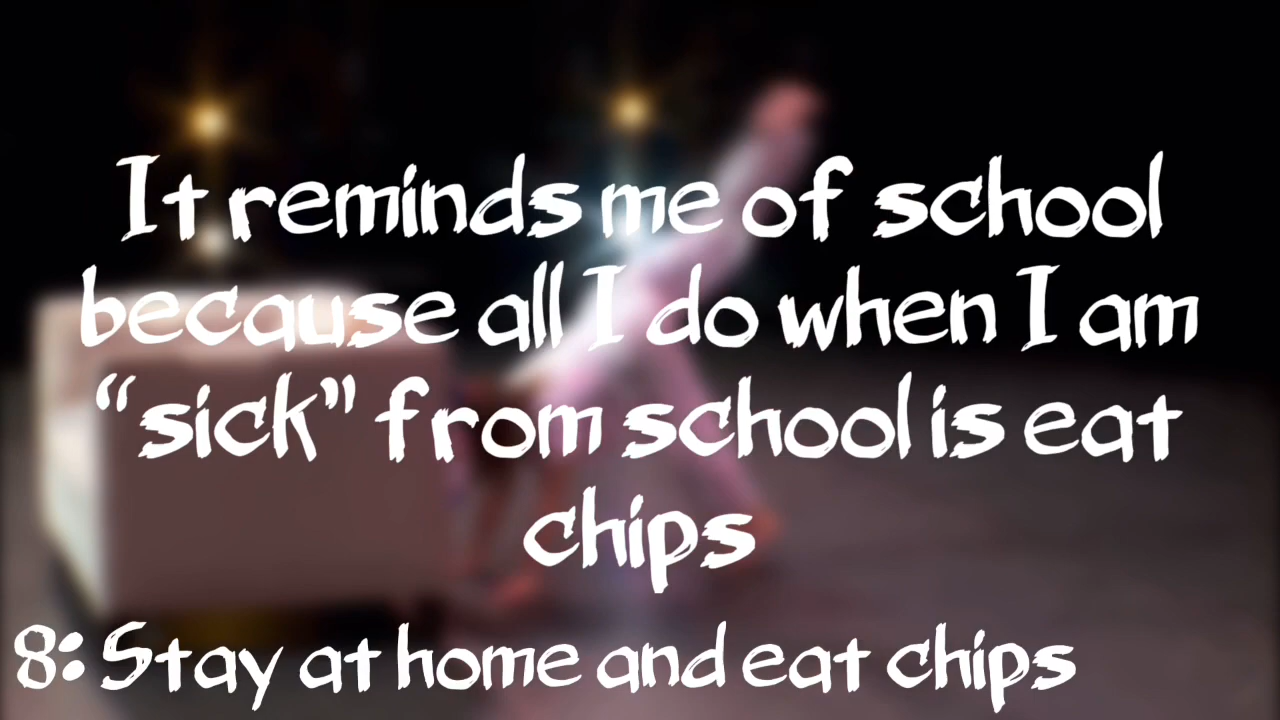 It reminds me of school
because all I do when I am
“sick” from school is eat
chips
8: Stay at home and eat chips